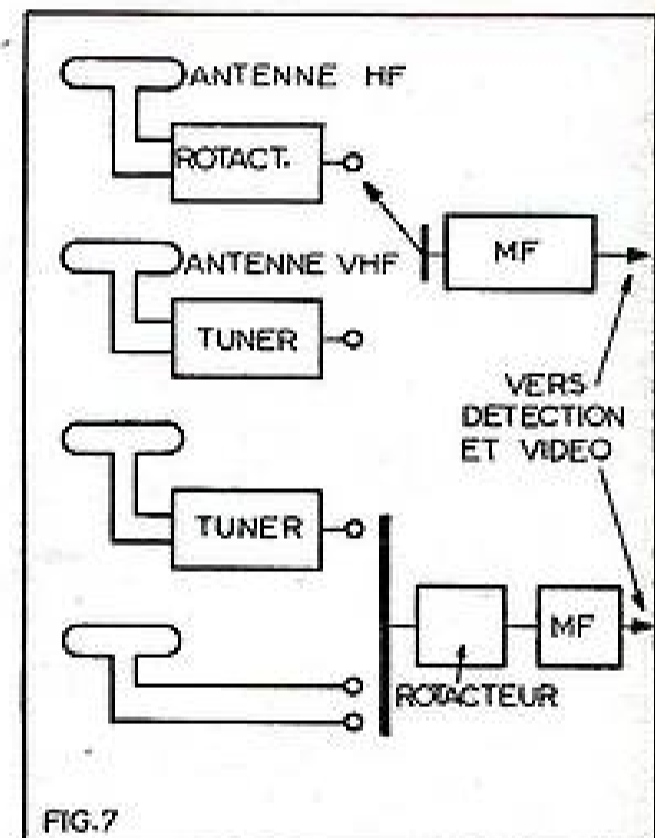 ANTENNE HF
ROTACT.
MF
ANTENNE VHF
TUNER
VERS
DETECTION
ET VIDEO
TUNER
MF
ROTACTEUR
FIG.7